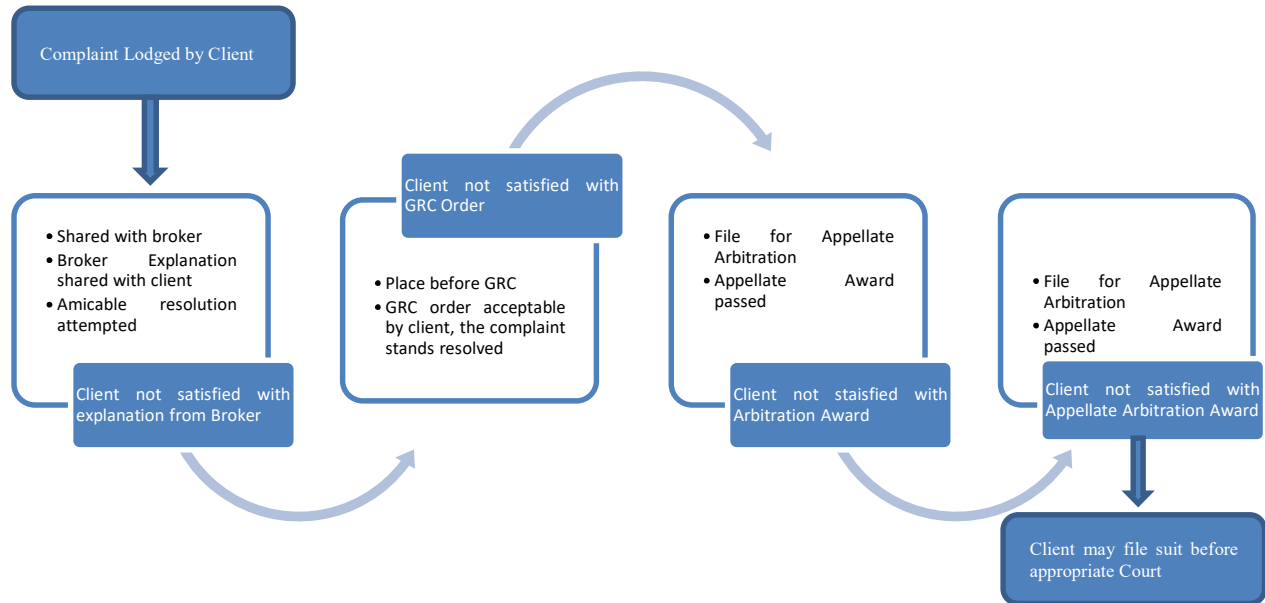 Complaint Lodged by Client
• Shared with broker
• Broker Explanation
shared with client
• Amicable resolution
attempted
Client not satisfied with
explanation from Broker
Client not satisfied with
GRC Order
• Place before GRC
• GRC order acceptable
by client, the complaint
stands resolved
• File for Appellate
Arbitration
• Appellate Award
passed
Client not staisfied with
Arbitration Award
• File for Appellate
Arbitration
• Appellate Award
passed
Client not satisfied with
Appellate Arbitration Award
Client may file suit before
appropriate Court